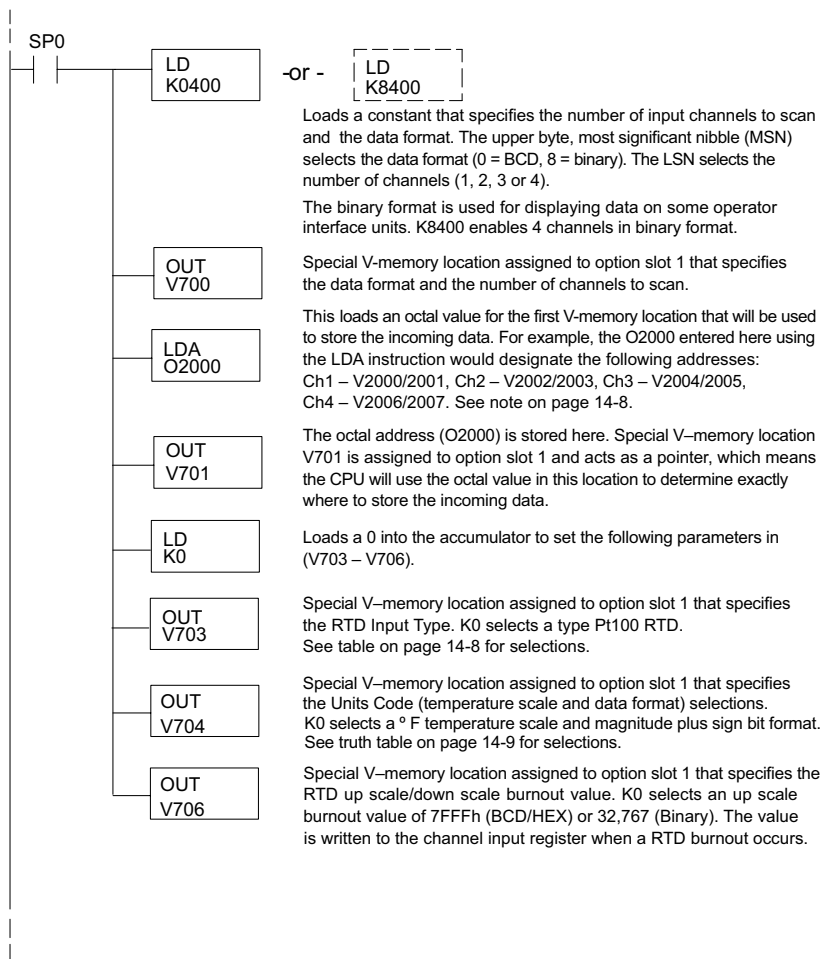 SP0
LD
K0400
-or -
LD
K8400
Loads a constant that specifies the number of input channels to scan
and the data format. The upper byte, most significant nibble (MSN)
selects the data format (0 = BCD, 8 = binary). The LSN selects the
number of channels (1, 2, 3 or 4).
The binary format is used for displaying data on some operator
interface units. K8400 enables 4 channels in binary format.
OUT
V700
Special V-memory location assigned to option slot 1 that specifies
the data format and the number of channels to scan.
LDA
O2000
This loads an octal value for the first V-memory location that will be used
to store the incoming data. For example, the O2000 entered here using
the LDA instruction would designate the following addresses:
Ch1 – V2000/2001, Ch2 – V2002/2003, Ch3 – V2004/2005,
Ch4 – V2006/2007. See note on page 14-8.
OUT
V701
The octal address (O2000) is stored here. Special V–memory location
V701 is assigned to option slot 1 and acts as a pointer, which means
the CPU will use the octal value in this location to determine exactly
where to store the incoming data.
LD
K0
Loads a 0 into the accumulator to set the following parameters in
(V703 – V706).
OUT
V703
Special V–memory location assigned to option slot 1 that specifies
the RTD Input Type. K0 selects a type Pt100 RTD.
See table on page 14-8 for selections.
OUT
V704
Special V–memory location assigned to option slot 1 that specifies
the Units Code (temperature scale and data format) selections.
K0 selects a º F temperature scale and magnitude plus sign bit format.
See truth table on page 14-9 for selections.
OUT
V706
Special V–memory location assigned to option slot 1 that specifies the
RTD up scale/down scale burnout value. K0 selects an up scale
burnout value of 7FFFh (BCD/HEX) or 32,767 (Binary). The value
is written to the channel input register when a RTD burnout occurs.